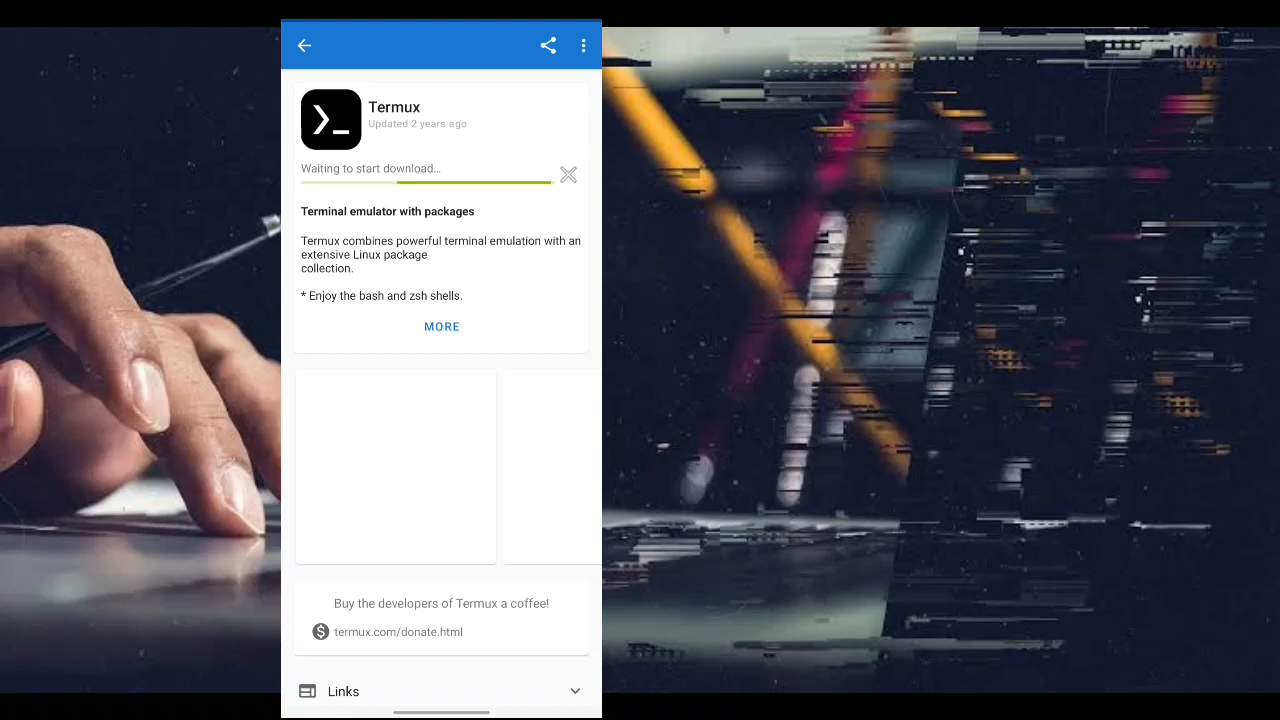 Termux
Updated 2 years ago
Waiting to start download...
Terminal emulator with packages
Termux combines powerful terminal emulation with an
extensive Linux package
collection.
* Enjoy the bash and zsh shells.
MORE
Buy the developers of Termux a coffee!
termux.com/donate.html
Links